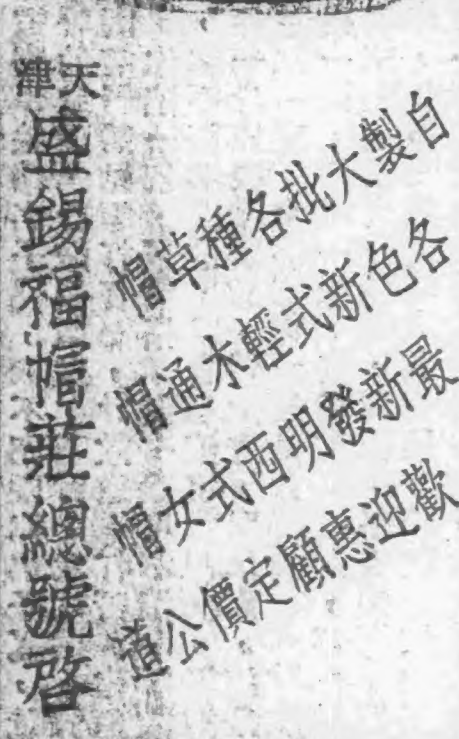 自製大批各種草帽
各色新式輕木通帽
最新發明西式女帽
歡迎惠顧定價公道
天津
盛錫福帽莊總號啓